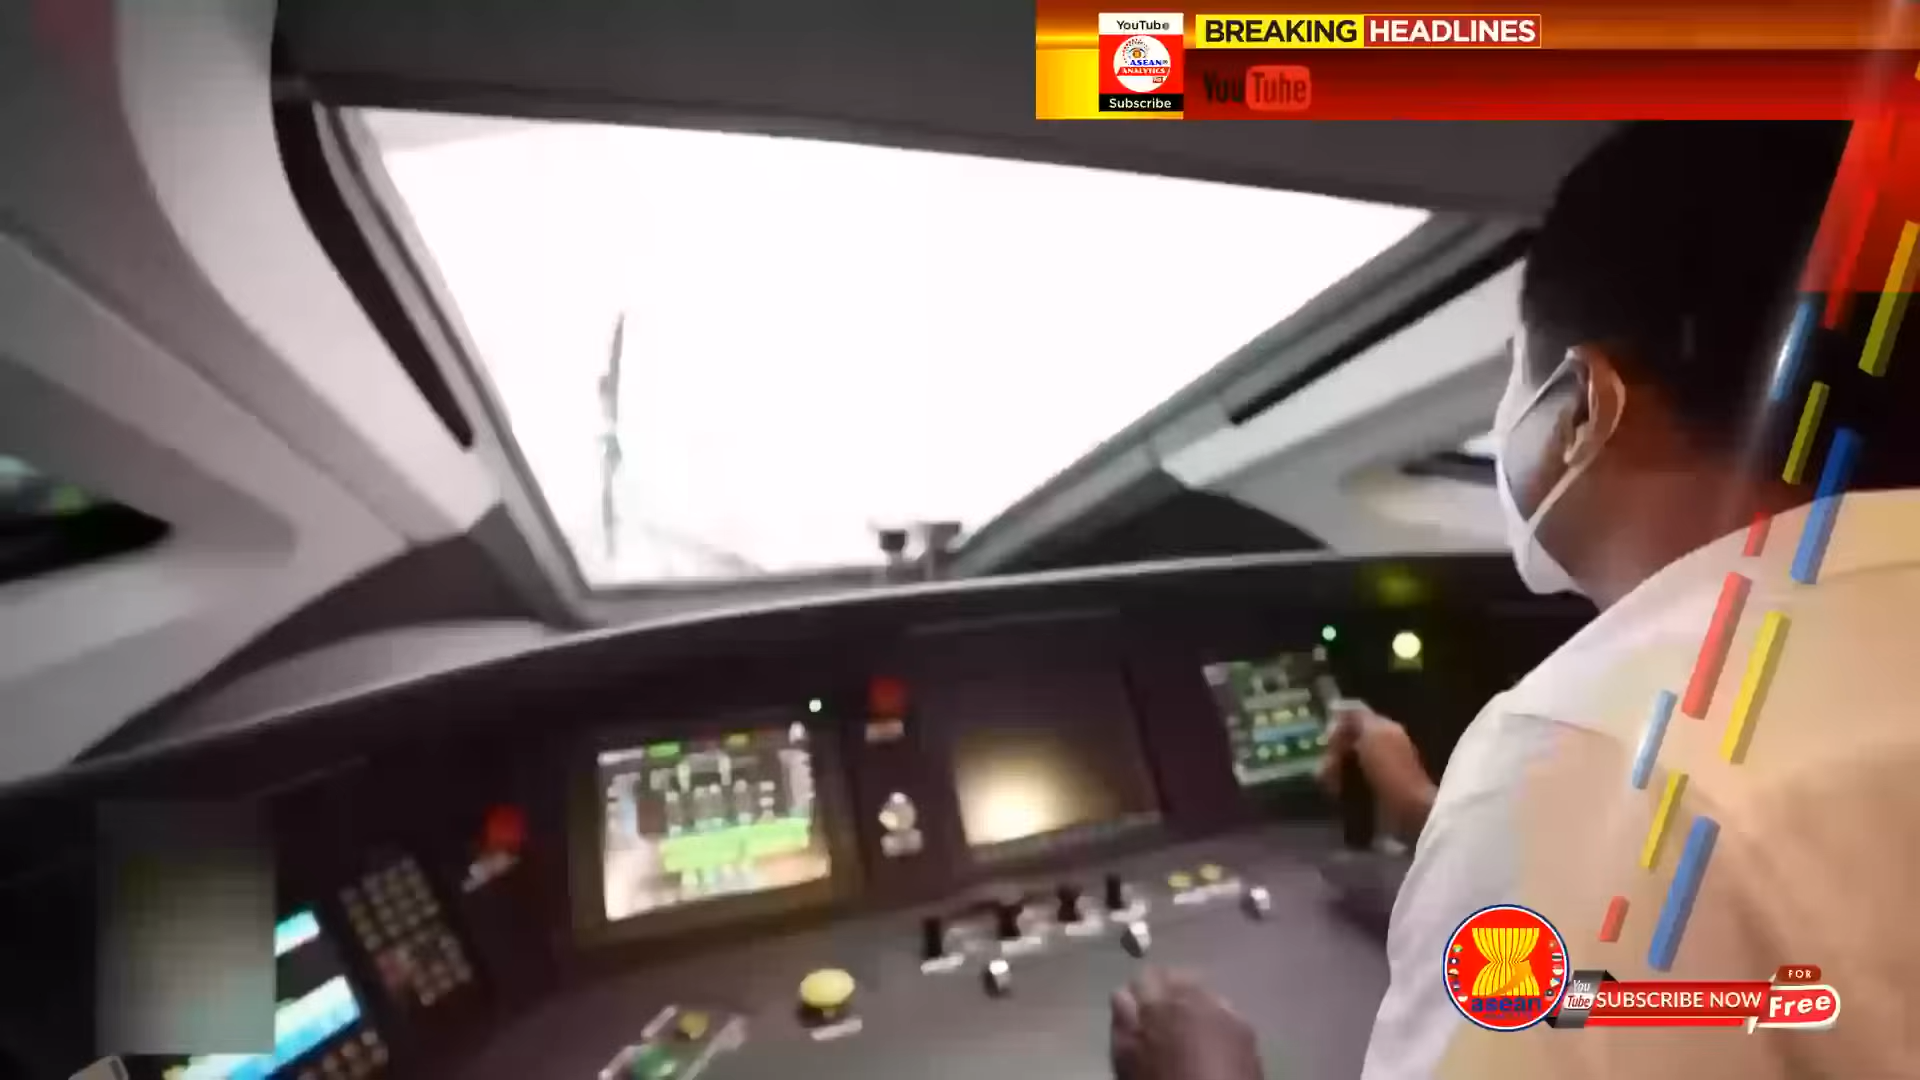 YouTube
BREAKING HEADLINES
ASEAN
ANALYTICS
YouTube
Subscribe
FOR
You
Tube
SUBSCRIBE NOW
Free
asean